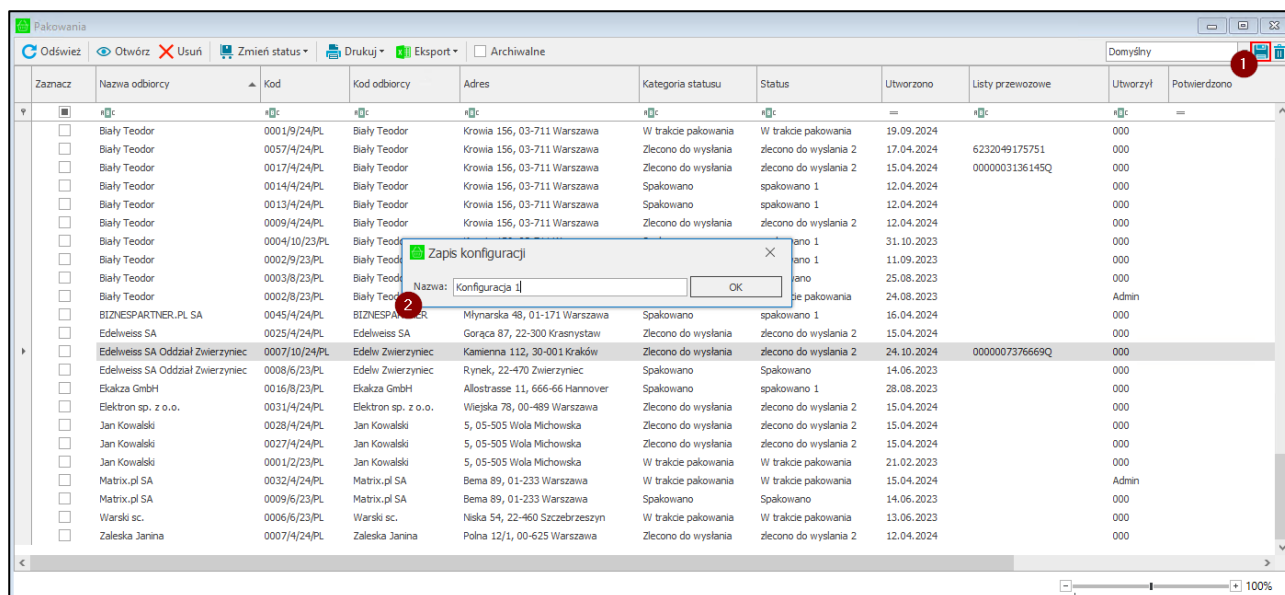 Pakowania
Odśwież Otwórz Usuń Zmień status Drukuj Eksport Archiwalne Domyślny 1
Zaznacz Nazwa odbiorcy Kod Kod odbiorcy Adres Kategoria statusu Status Utworzono Listy przewozowe Utworzył Potwierdzono
Biały Teodor 0001/9/24/PL Biały Teodor Krowia 156, 03-711 Warszawa W trakcie pakowania W trakcie pakowania 19.09.2024 000
Biały Teodor 0057/4/24/PL Biały Teodor Krowia 156, 03-711 Warszawa Zlecono do wysłania zlecono do wyslania 2 17.04.2024 6232049175751 000
Biały Teodor 0017/4/24/PL Biały Teodor Krowia 156, 03-711 Warszawa Zlecono do wysłania zlecono do wyslania 2 15.04.2024 0000003136145Q 000
Biały Teodor 0014/4/24/PL Biały Teodor Krowia 156, 03-711 Warszawa Spakowano spakowano 1 12.04.2024 000
Biały Teodor 0013/4/24/PL Biały Teodor Krowia 156, 03-711 Warszawa Spakowano spakowano 1 12.04.2024 000
Biały Teodor 0009/4/24/PL Biały Teodor Krowia 156, 03-711 Warszawa Zlecono do wysłania zlecono do wyslania 2 12.04.2024 000
Biały Teodor 0004/10/23/PL Biały 1 31.10.2023 000
Biały Teodor 0002/9/23/PL Biały 1 11.09.2023 000
Biały Teodor 0003/8/23/PL Biały 25.08.2023 000
Biały Teodor 0002/8/23/PL Biały pakowania 24.08.2023 Admin
Zapis konfiguracji
Nazwa: Konfiguracja 1 OK
2
BIZNESPARTNER.PL SA 0045/4/24/PL Młynarska 48, 01-171 Warszawa Spakowano spakowano 1 16.04.2024 000
Edelweiss SA 0025/4/24/PL Edelweiss SA Gorąca 87, 22-300 Krasnystaw Zlecono do wysłania zlecono do wyslania 2 15.04.2024 000
Edelweiss SA Oddział Zwierzyniec 0007/10/24/PL Edelw Zwierzyniec Kamienna 112, 30-001 Kraków Zlecono do wysłania zlecono do wyslania 2 24.10.2024 0000007376669Q 000
Edelweiss SA Oddział Zwierzyniec 0008/6/23/PL Edelw Zwierzyniec Rynek, 22-470 Zwierzyniec Spakowano Spakowano 14.06.2023 000
Ekakza GmbH 0016/8/23/PL Ekakza GmbH Allostrasse 11, 666-66 Hannover Spakowano spakowano 1 28.08.2023 000
Elektron sp. z o.o. 0031/4/24/PL Elektron sp. z o.o. Wiejska 78, 00-489 Warszawa Zlecono do wysłania zlecono do wyslania 2 15.04.2024 000
Jan Kowalski 0028/4/24/PL Jan Kowalski 5, 05-505 Wola Michowska Zlecono do wysłania zlecono do wyslania 2 15.04.2024 000
Jan Kowalski 0027/4/24/PL Jan Kowalski 5, 05-505 Wola Michowska Zlecono do wysłania zlecono do wyslania 2 15.04.2024 000
Jan Kowalski 0001/2/23/PL Jan Kowalski 5, 05-505 Wola Michowska W trakcie pakowania W trakcie pakowania 21.02.2023 000
Matrix.pl SA 0032/4/24/PL Matrix.pl SA Bema 89, 01-233 Warszawa W trakcie pakowania W trakcie pakowania 15.04.2024 Admin
Matrix.pl SA 0009/6/23/PL Matrix.pl SA Bema 89, 01-233 Warszawa Spakowano Spakowano 14.06.2023 000
Warski sc. 0006/6/23/PL Warski sc. Niska 54, 22-460 Szczebrzeszyn W trakcie pakowania W trakcie pakowania 13.06.2023 000
Zaleska Janina 0007/4/24/PL Zaleska Janina Polna 12/1, 00-625 Warszawa Zlecono do wysłania zlecono do wyslania 2 12.04.2024 000
100%